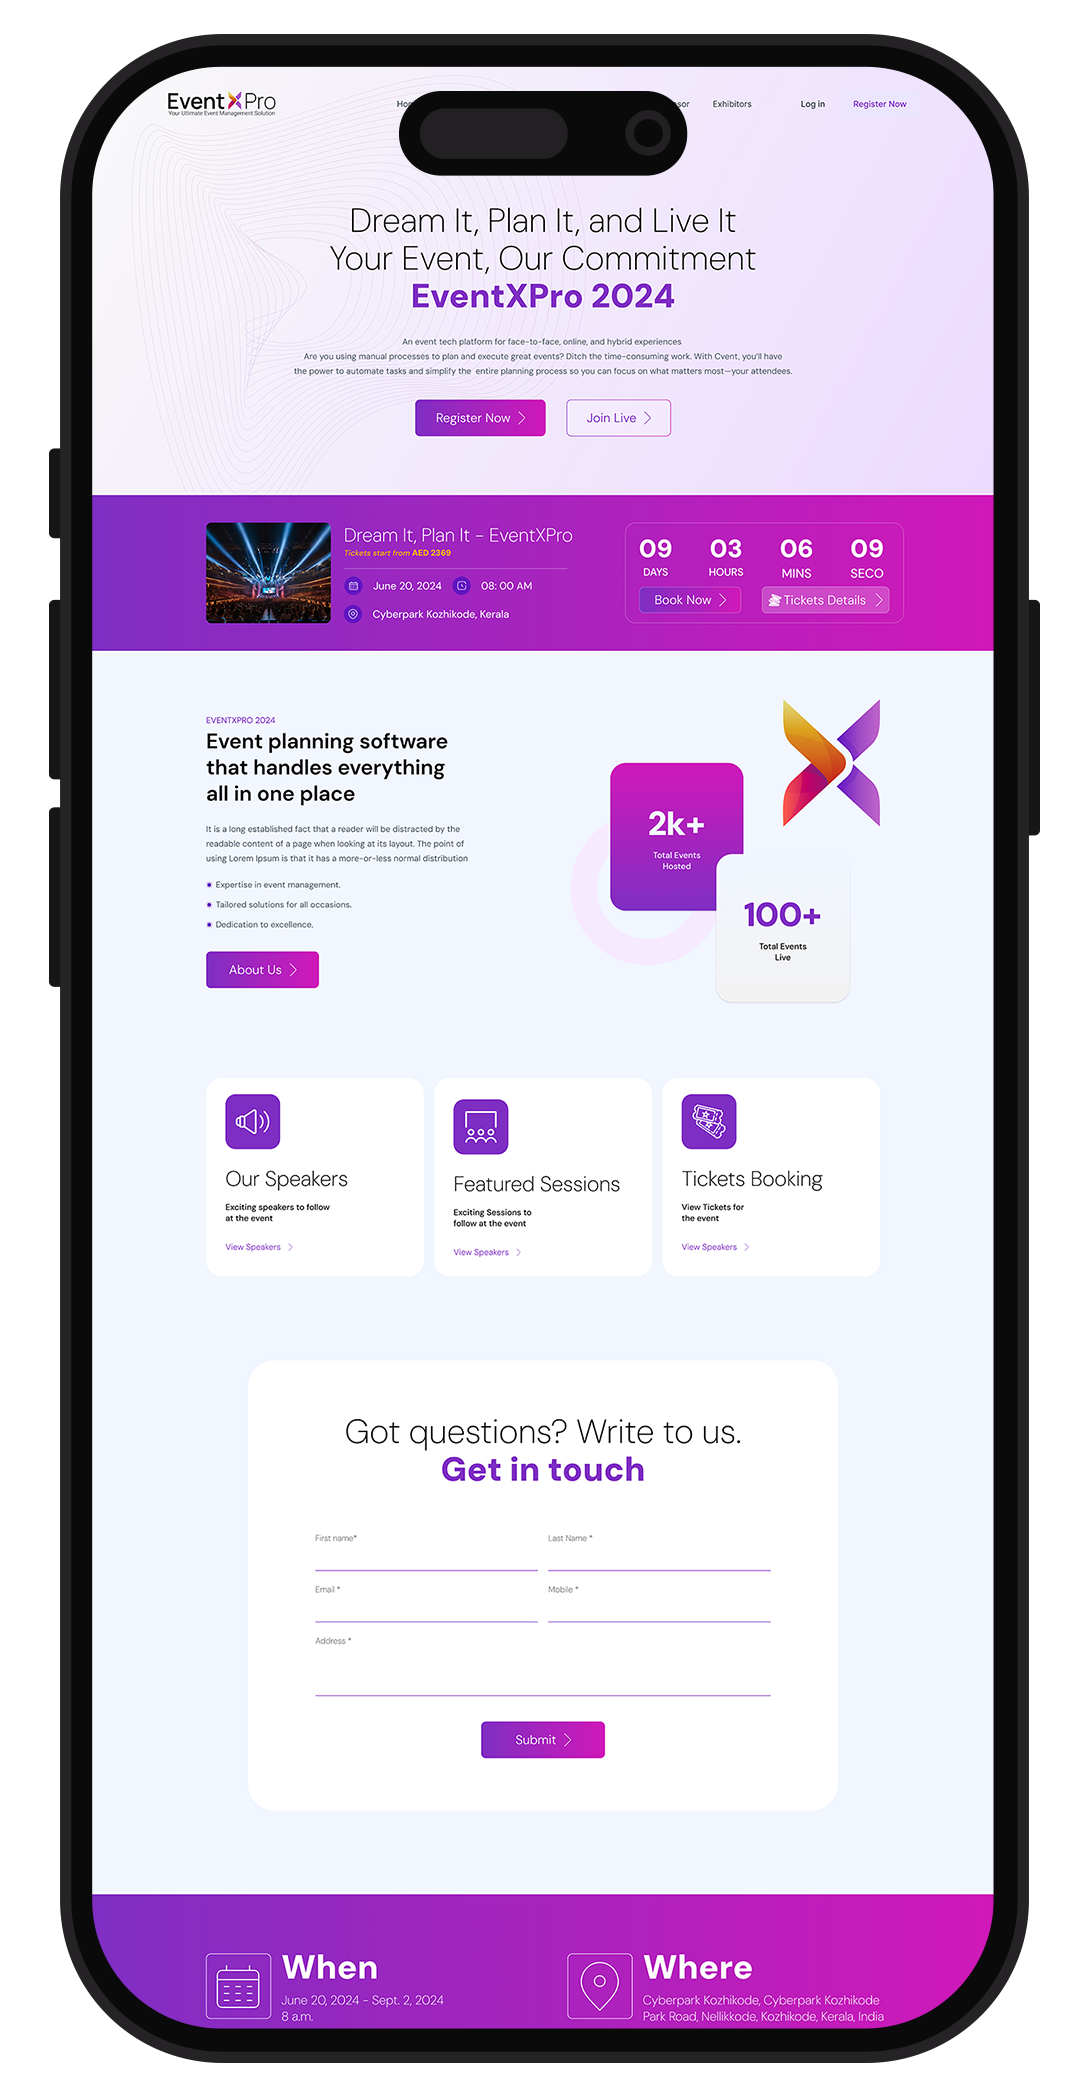 EventXPro
Your Ultimate Event Management Solution
Exhibitors
Log in
Register Now
Dream It, Plan It, and Live It
Your Event, Our Commitment
EventXPro 2024
An event tech platform for face-to-face, online, and hybrid experiences
Are you using manual processes to plan and execute great events? Ditch the time-consuming work. With Cvent, you'll have
the power to automate tasks and simplify the entire planning process so you can focus on what matters most—your attendees.
Register Now
Join Live
Dream It, Plan It - EventXPro
Tickets start from AED 2369
June 20, 2024
08: 00 AM
Cyberpark Kozhikode, Kerala
09 03 06 09
DAYS HOURS MINS SECO
Book Now
Tickets Details
EVENTXPRO 2024
Event planning software
that handles everything
all in one place
It is a long established fact that a reader will be distracted by the
readable content of a page when looking at its layout. The point of
using Lorem Ipsum is that it has a more-or-less normal distribution
Expertise in event management.
Tailored solutions for all occasions.
Dedication to excellence.
About Us
2k+
Total Events
Hosted
100+
Total Events
Live
Our Speakers
Exciting speakers to follow
at the event
View Speakers
Featured Sessions
Exciting Sessions to
follow at the event
View Speakers
Tickets Booking
View Tickets for
the event
View Speakers
Got questions? Write to us.
Get in touch
First name*
Last Name *
Email *
Mobile *
Address *
Submit
When
June 20, 2024 - Sept. 2, 2024
8 a.m.
Where
Cyberpark Kozhikode, Cyberpark Kozhikode
Park Road, Nellikkode, Kozhikode, Kerala, India